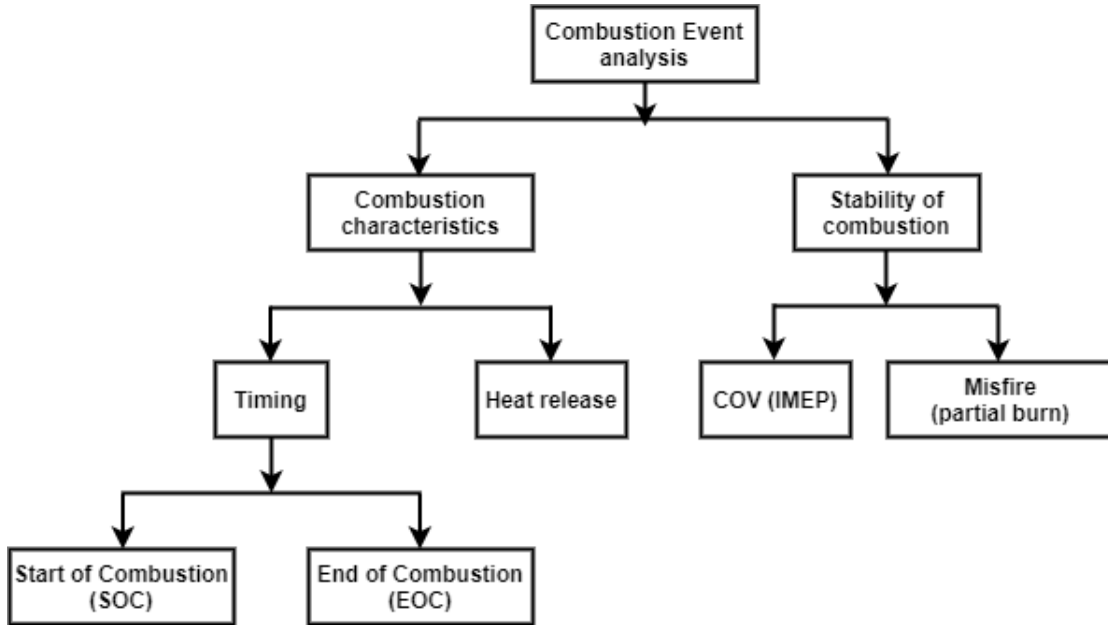 Combustion Event
analysis
Combustion
characteristics
Stability of
combustion
Timing
Heat release
COV (IMEP)
Misfire
(partial burn)
Start of Combustion
(SOC)
End of Combustion
(EOC)